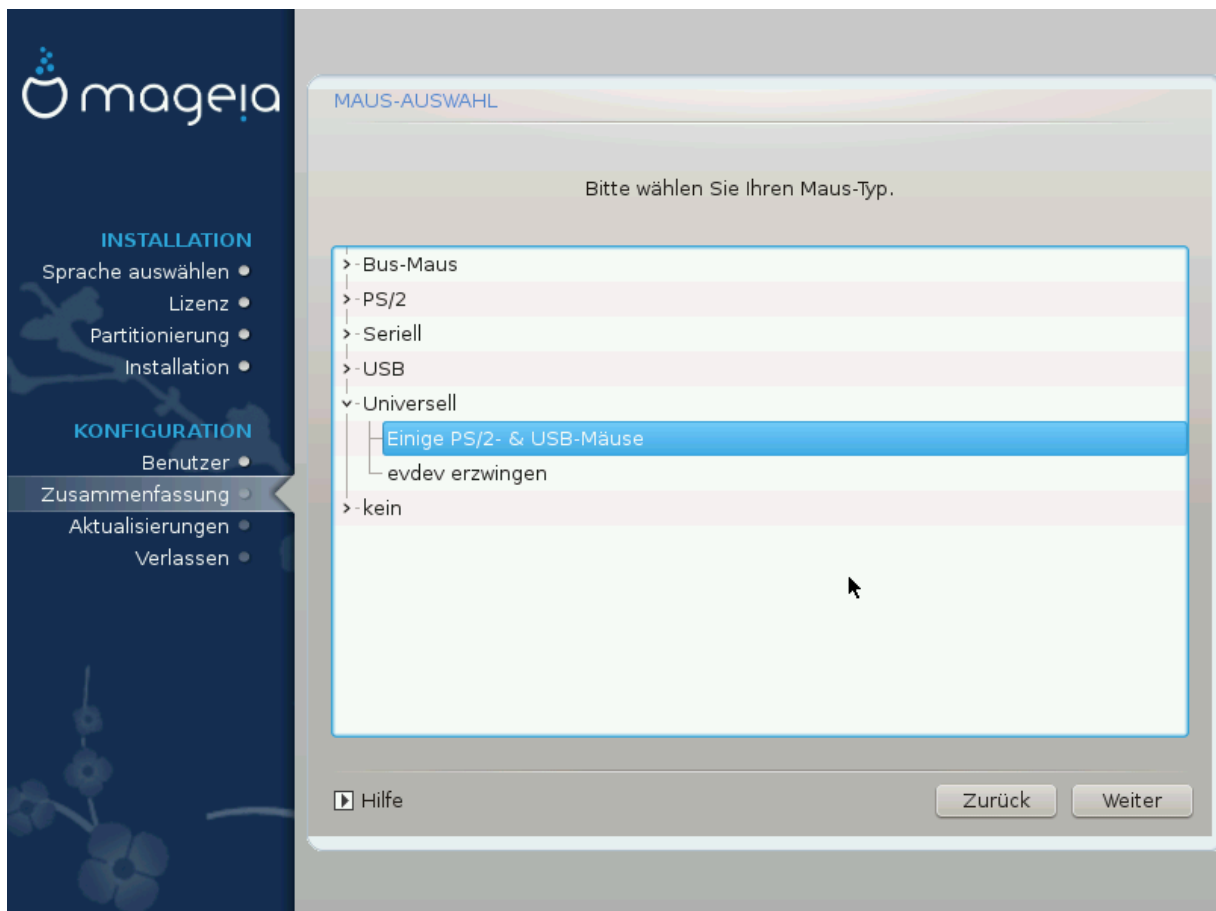 mageia
INSTALLATION
Sprache auswählen
Lizenz
Partitionierung
Installation
KONFIGURATION
Benutzer
Zusammenfassung
Aktualisierungen
Verlassen
MAUS-AUSWAHL
Bitte wählen Sie Ihren Maus-Typ.
Bus-Maus
PS/2
Seriell
USB
Universell
Einige PS/2- & USB-Mäuse
evdev erzwingen
kein
Hilfe
Zurück
Weiter